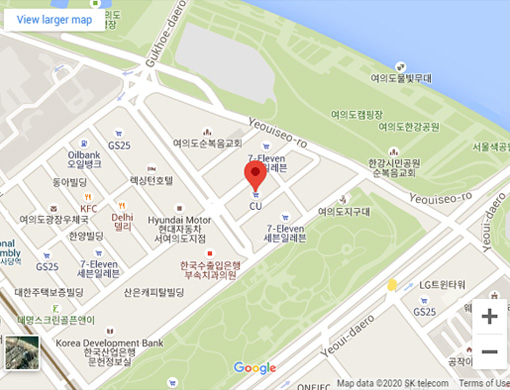 View larger map
장
Gukhoe-daero
여의도물빛무대
여의도캠핑장
Yeouiseo-ro
여의도한강공원
서울색공원
여의도순복음교회
GS25
Oilbank
오일뱅크
7-Eleven
세븐일레븐
한강시민공원
순복음교회
동아빌딩
렉싱턴호텔
CU
Yeouiseo-ro
KFC
여의도광장우체국
Delhi
델리
Hyundai Motor
현대자동차
서여의도지점
여의도지구대
7-Eleven
세븐일레븐
Yeoui-daero
한양빌딩
GS25
7-Eleven
세븐일레븐
한국수출입은행
부속치과의원
대한주택보증빌딩
산은캐피탈빌딩
LG트윈타워
GS25
태영스크린골프앤이
Yeoui-daero
Korea Development Bank
한국산업은행
문헌정보실
Google
ONEIFC
Map data ©2020 SK telecom
Terms of Use